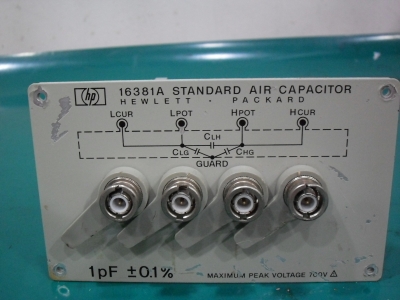 hp 16381A STANDARD AIR CAPACITOR
HEWLETT · PACKARD
LCUR LPOT HPOT HCUR
CLH
CLG CHG
GUARD
1pF ±0.1% MAXIMUM PEAK VOLTAGE 700V